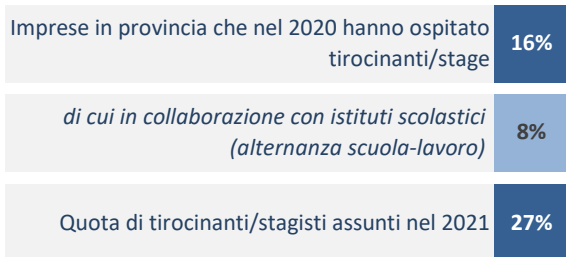 Imprese in provincia che nel 2020 hanno ospitato
tirocinanti/stage
16%
di cui in collaborazione con istituti scolastici
(alternanza scuola-lavoro)
8%
Quota di tirocinanti/stagisti assunti nel 2021
27%